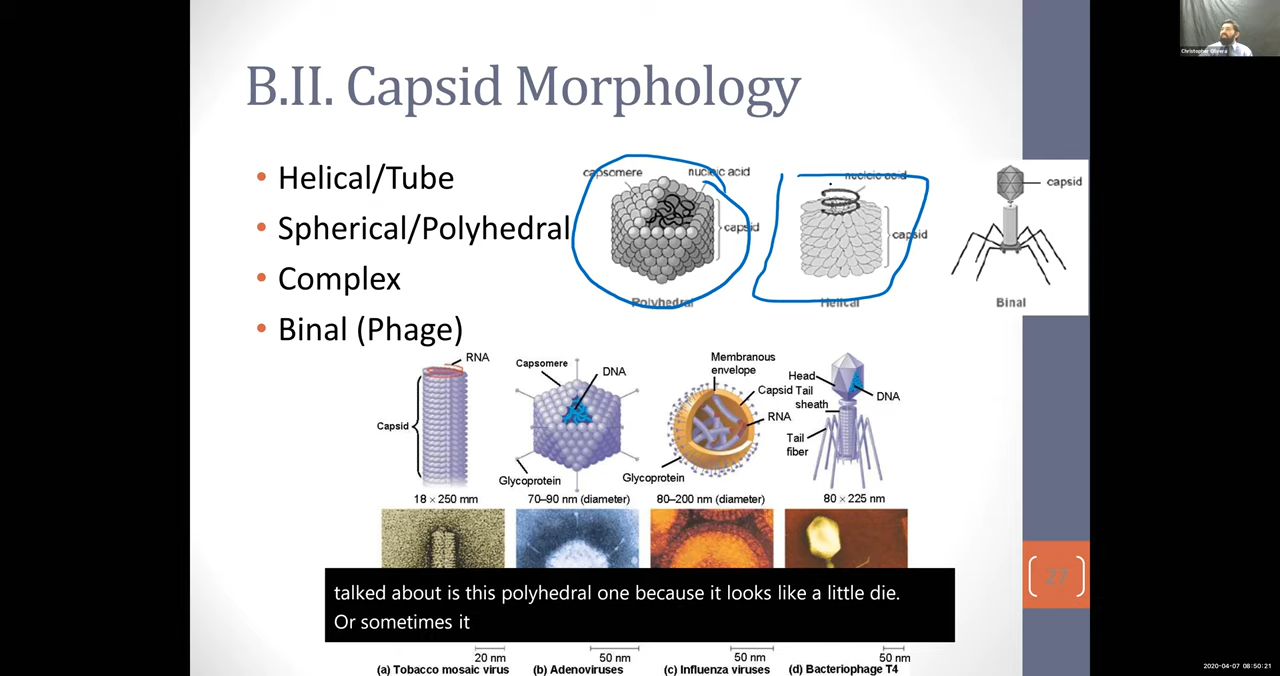 Christopher Olvera
B.II. Capsid Morphology
• Helical/Tube
• Spherical/Polyhedral
• Complex
• Binal (Phage)
capsomere
nucleic acid
capsid
Polyhedral
nucleic acid
capsid
Helical
capsid
Binal
RNA
Capsid
18 × 250 mm
Capsomere
DNA
Glycoprotein
70–90 nm (diameter)
Membranous
envelope
Capsid
RNA
Glycoprotein
80–200 nm (diameter)
Head
Tail
sheath
DNA
Tail
fiber
80 × 225 nm
27
talked about is this polyhedral one because it looks like a little die.
Or sometimes it
20 nm
50 nm
50 nm
50 nm
(a) Tobacco mosaic virus
(b) Adenoviruses
(c) Influenza viruses
(d) Bacteriophage T4
2020-04-07 08:50:21